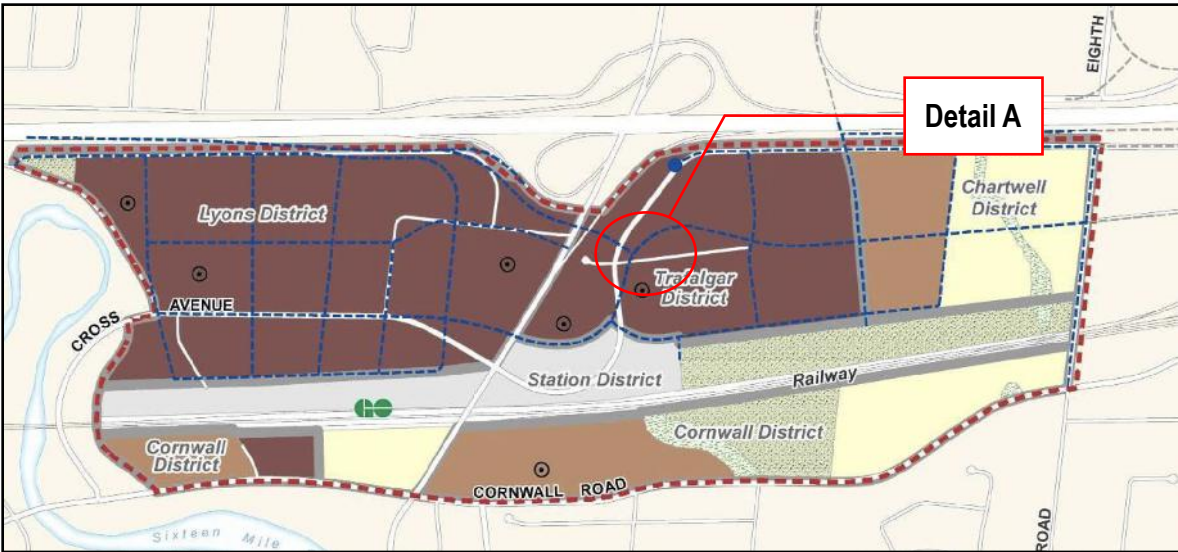 EIGHTH
Detail A
Lyons District
Chartwell
District
Trafalgar
District
AVENUE
CROSS
Station District
Railway
GO
Cornwall
District
Cornwall District
CORNWALL ROAD
Sixteen Mile
ROAD